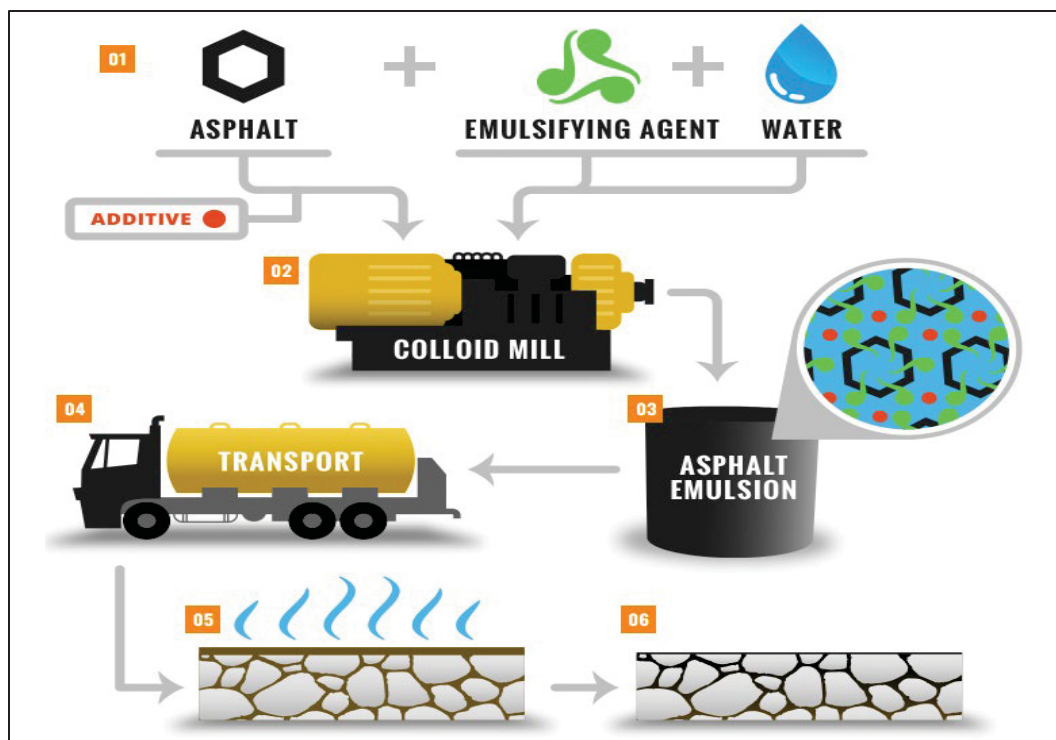 01
ASPHALT
EMULSIFYING AGENT
WATER
ADDITIVE
02
COLLOID MILL
04
TRANSPORT
03
ASPHALT
EMULSION
05
06